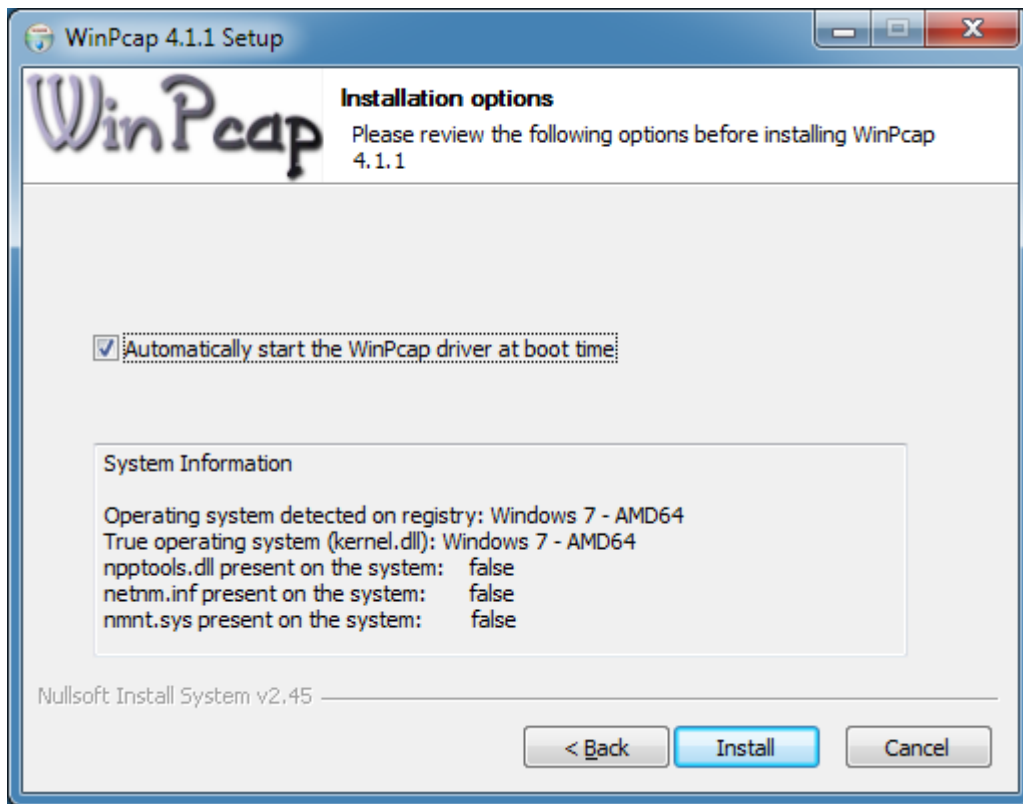 WinPcap 4.1.1 Setup
WinPcap
Installation options
Please review the following options before installing WinPcap
4.1.1
Automatically start the WinPcap driver at boot time
System Information
Operating system detected on registry: Windows 7 - AMD64
True operating system (kernel.dll): Windows 7 - AMD64
npptools.dll present on the system: false
netnm.inf present on the system: false
nmnt.sys present on the system: false
Nullsoft Install System v2.45
< Back Install Cancel